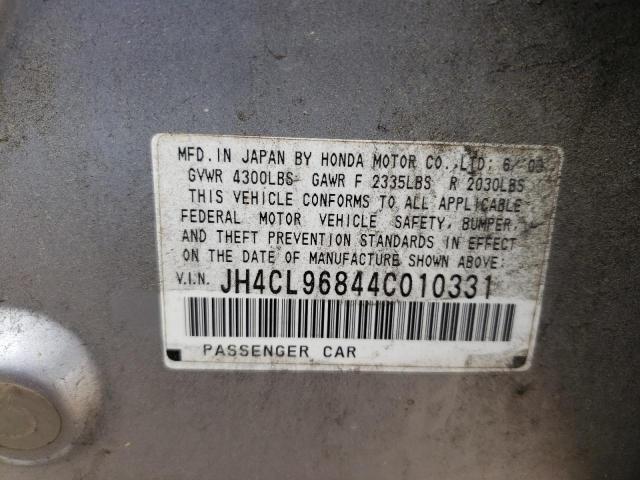 MFD. IN JAPAN BY HONDA MOTOR CO., LTD: 6/03
GVWR 4300LBS GAWR F 2335LBS R 2030LBS
THIS VEHICLE CONFORMS TO ALL APPLICABLE
FEDERAL MOTOR VEHICLE SAFETY, BUMPER,
AND THEFT PREVENTION STANDARDS IN EFFECT
ON THE DATE OF MANUFACTURE SHOWN ABOVE:
V.I.N. JH4CL96844C010331
PASSENGER CAR